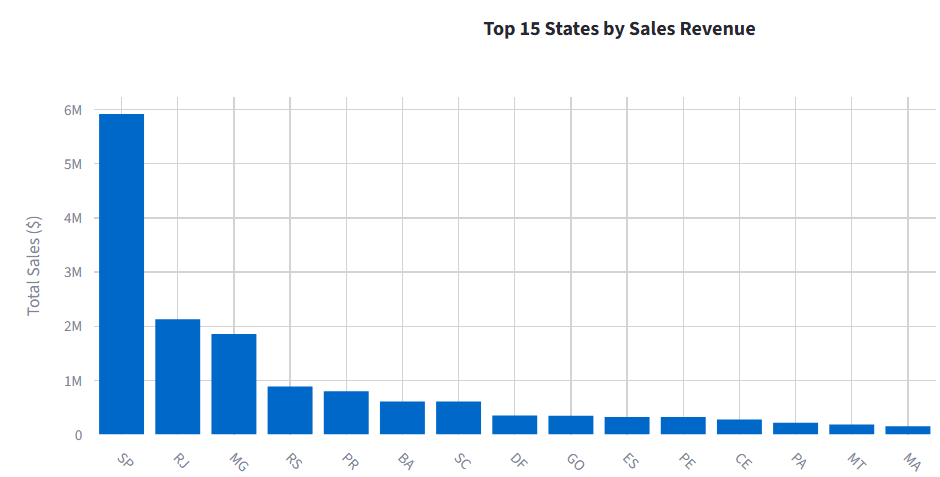 Top 15 States by Sales Revenue
Total Sales ($)
6M
5M
4M
3M
2M
1M
0
SP
RJ
MG
RS
PR
BA
SC
DF
GO
ES
PE
CE
PA
MT
MA